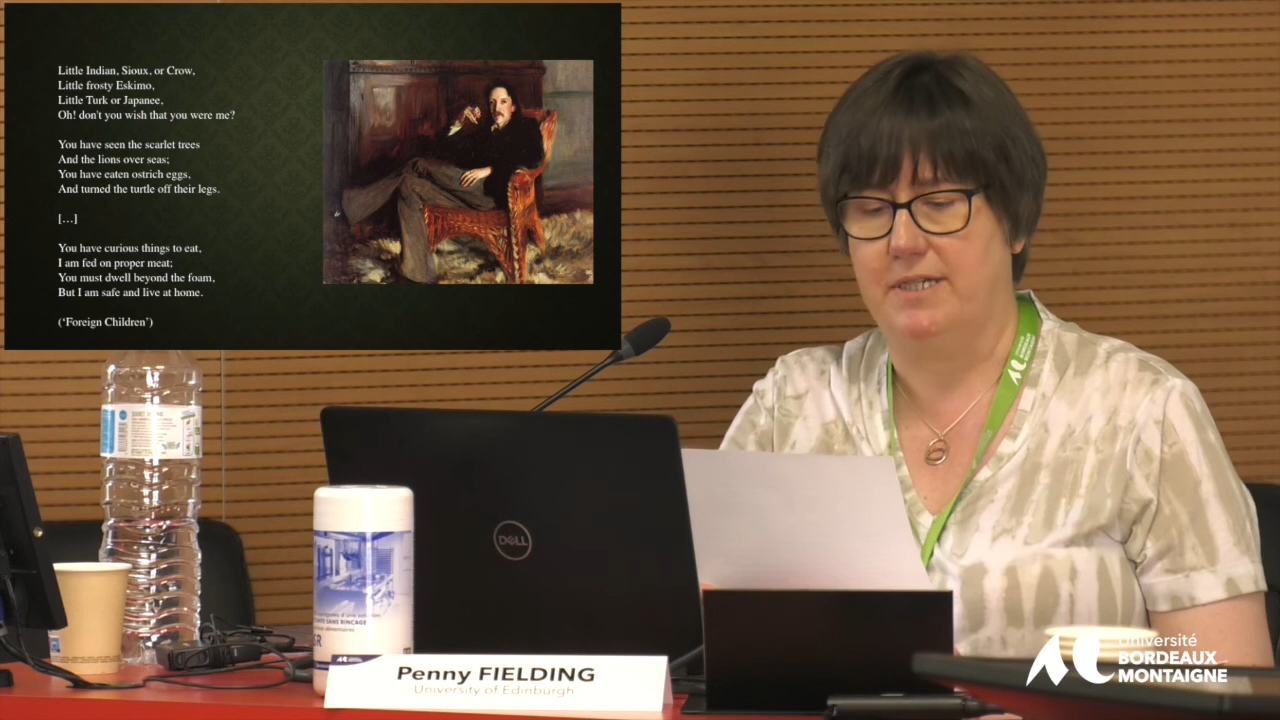 Little Indian, Sioux, or Crow,
Little frosty Eskimo,
Little Turk or Japanee,
Oh! don't you wish that you were me?
You have seen the scarlet trees
And the lions over seas;
You have eaten ostrich eggs,
And turned the turtle off their legs.
[…]
You have curious things to eat,
I am fed on proper meat;
You must dwell beyond the foam,
But I am safe and live at home.
('Foreign Children')
DELL
SANS RINCAGE
Penny FIELDING
University of Edinburgh
Université
BORDEAUX
MONTAIGNE